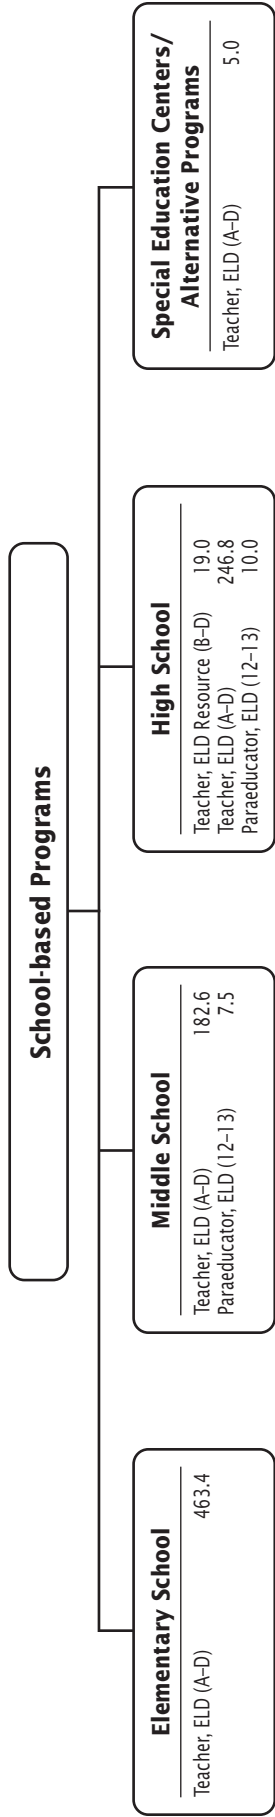 School-based Programs
Elementary School
Teacher, ELD (A–D) 463.4
Middle School
Teacher, ELD (A–D) 182.6
Paraeducator, ELD (12–13) 7.5
High School
Teacher, ELD Resource (B–D) 19.0
Teacher, ELD (A–D) 246.8
Paraeducator, ELD (12–13) 10.0
Special Education Centers/
Alternative Programs
Teacher, ELD (A–D) 5.0